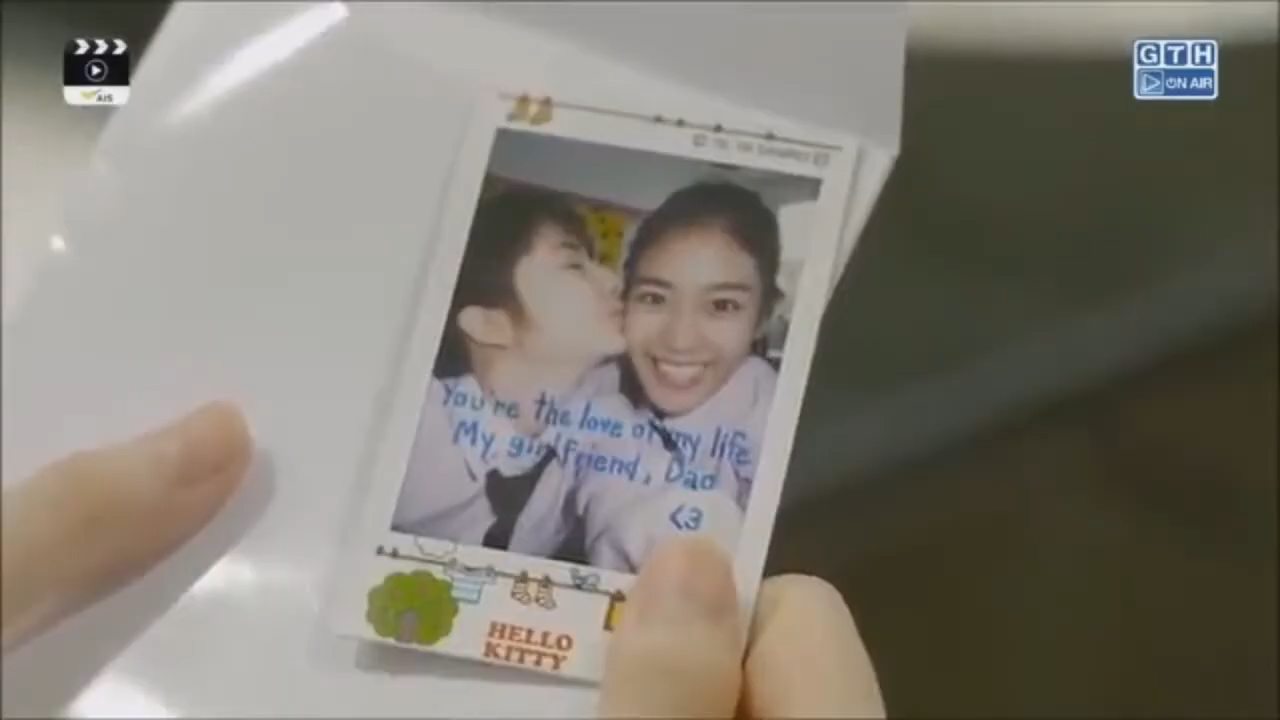 AIS
GTH
ON AIR
You're the love of my life
My girlfriend, Dao
<3
HELLO
KITTY